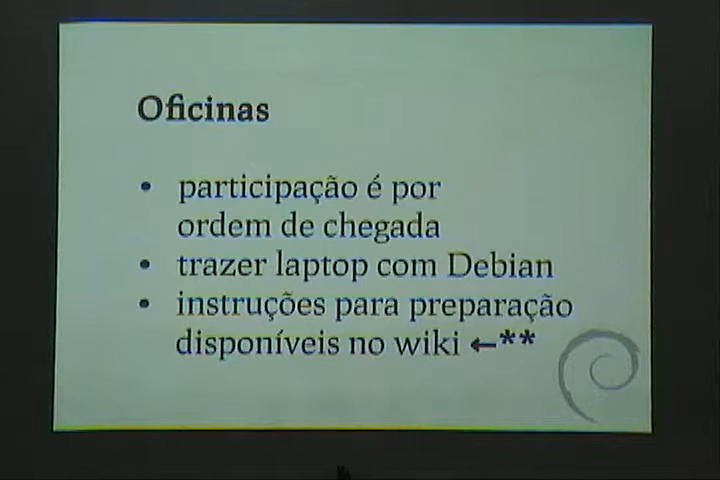 Oficinas
• participação é por
ordem de chegada
• trazer laptop com Debian
• instruções para preparação
disponíveis no wiki ←**